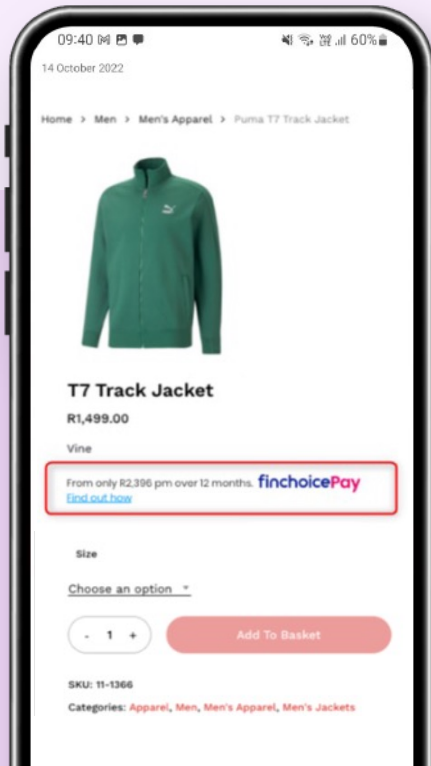 09:40 60%
14 October 2022
Home > Men > Men's Apparel > Puma T7 Track Jacket
T7 Track Jacket
R1,499.00
Vine
From only R2,396 pm over 12 months. finchoicePay
Find out how
Size
Choose an option
- 1 +
Add To Basket
SKU: 11-1366
Categories: Apparel, Men, Men's Apparel, Men's Jackets